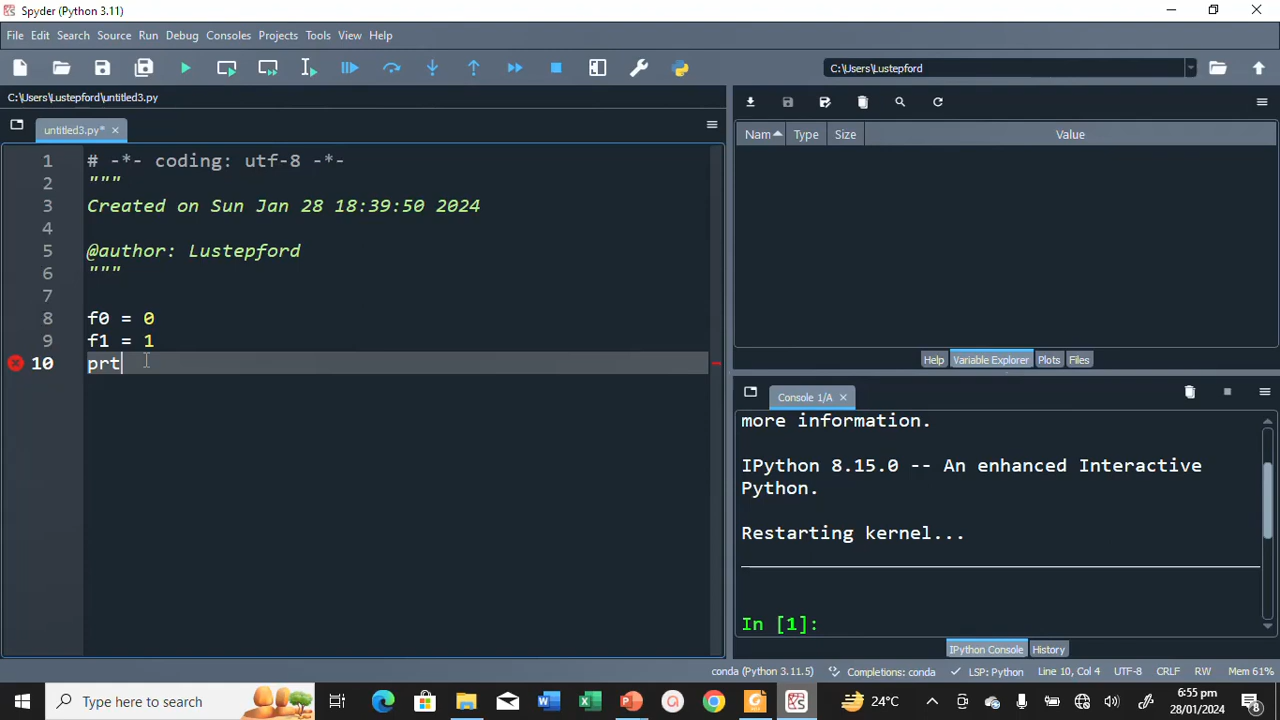 Spyder (Python 3.11)
File Edit Search Source Run Debug Consoles Projects Tools View Help
C:\Users\Lustepford
C:\Users\Lustepford\untitled3.py
untitled3.py*
1 # -*- coding: utf-8 -*-
2 """
3 Created on Sun Jan 28 18:39:50 2024
4
5 @author: Lustepford
6 """
7
8 f0 = 0
9 f1 = 1
10 prt
Nam Type Size Value
Help Variable Explorer Plots Files
Console 1/A
more information.
IPython 8.15.0 -- An enhanced Interactive
Python.
Restarting kernel...
In [1]:
IPython Console History
conda (Python 3.11.5) Completions: conda LSP: Python Line 10, Col 4 UTF-8 CRLF RW Mem 61%
Type here to search
24°C
6:55 pm
28/01/2024
8